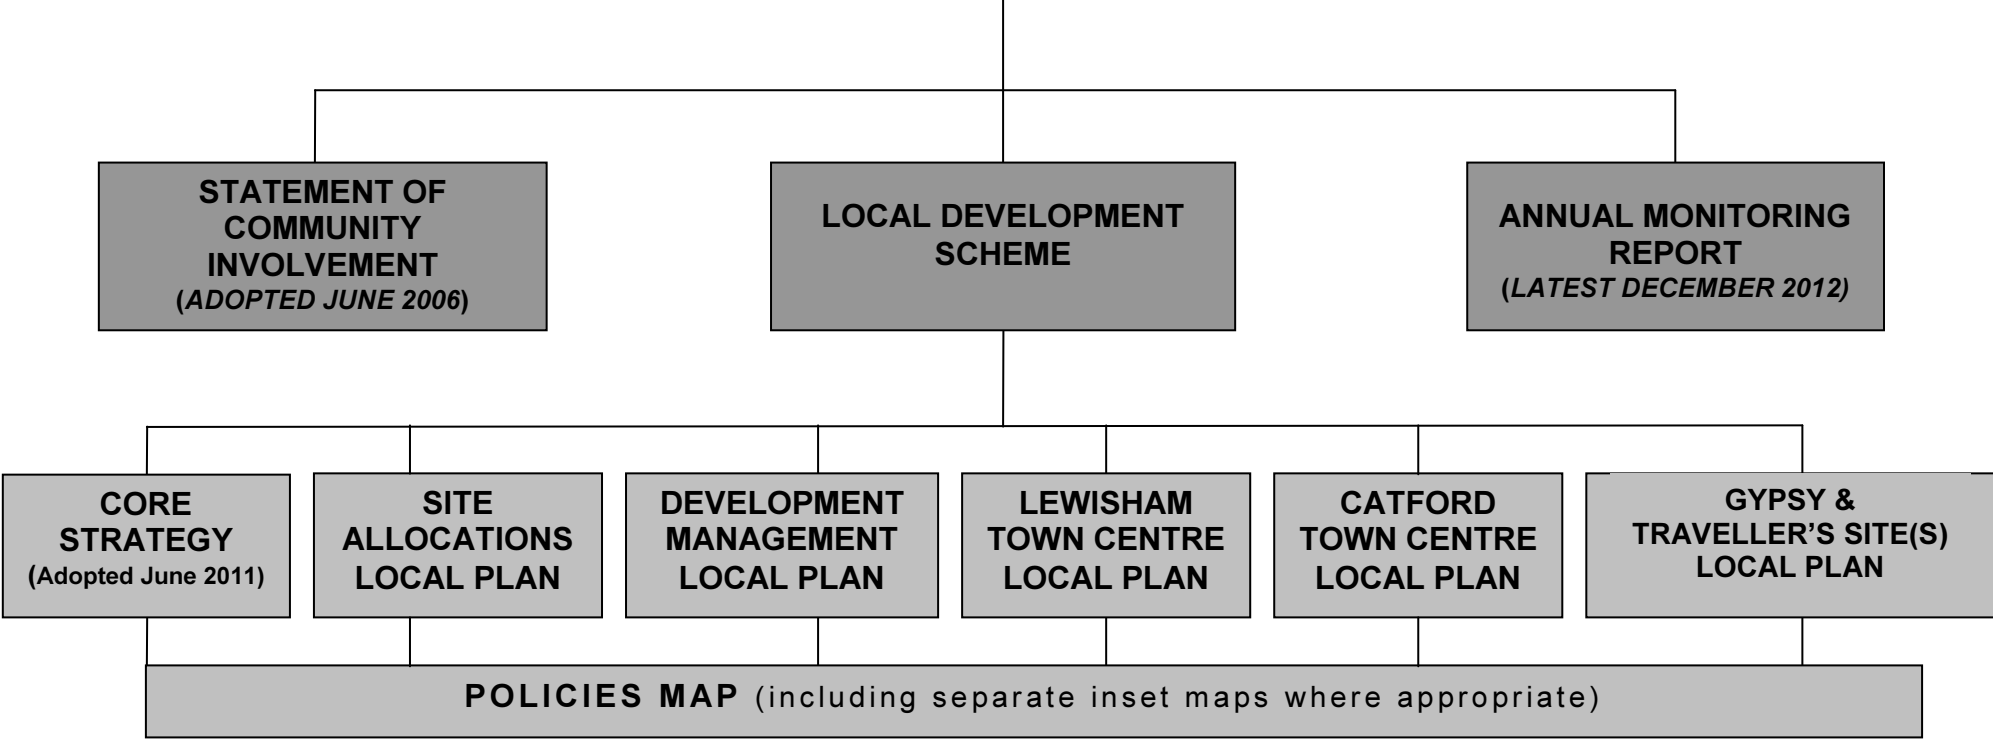 STATEMENT OF
COMMUNITY
INVOLVEMENT
(ADOPTED JUNE 2006)
LOCAL DEVELOPMENT
SCHEME
ANNUAL MONITORING
REPORT
(LATEST DECEMBER 2012)
CORE
STRATEGY
(Adopted June 2011)
SITE
ALLOCATIONS
LOCAL PLAN
DEVELOPMENT
MANAGEMENT
LOCAL PLAN
LEWISHAM
TOWN CENTRE
LOCAL PLAN
CATFORD
TOWN CENTRE
LOCAL PLAN
GYPSY &
TRAVELLER'S SITE(S)
LOCAL PLAN
POLICIES MAP (including separate inset maps where appropriate)